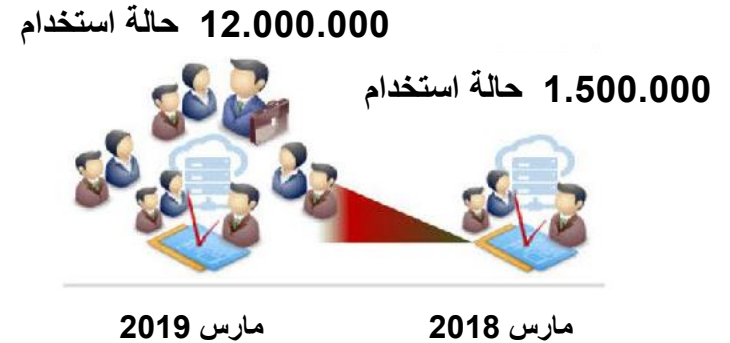 12.000.000 حالة استخدام
1.500.000 حالة استخدام
مارس 2018
مارس 2019